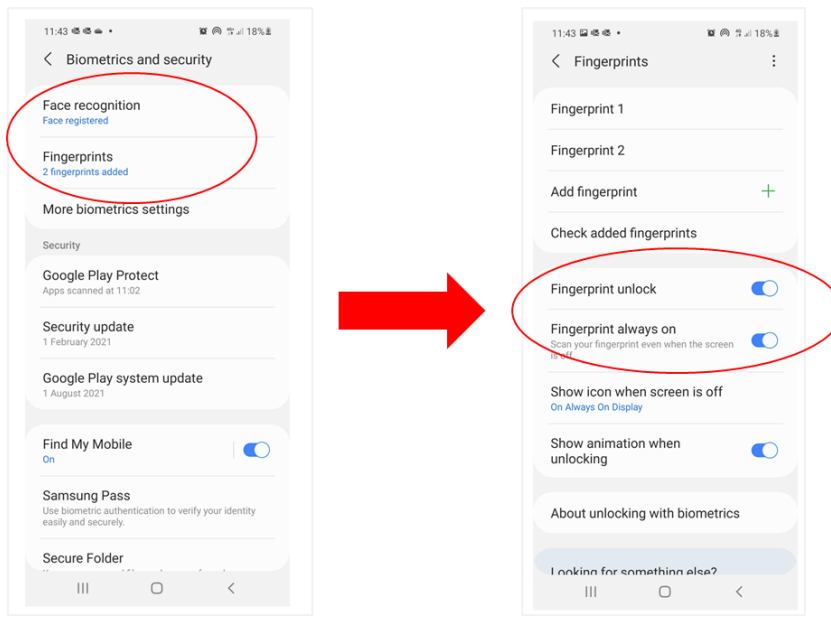 11:43
18%
Biometrics and security
Face recognition
Face registered
Fingerprints
2 fingerprints added
More biometrics settings
Security
Google Play Protect
Apps scanned at 11:02
Security update
1 February 2021
Google Play system update
1 August 2021
Find My Mobile
On
Samsung Pass
Use biometric authentication to verify your identity
easily and securely.
Secure Folder
11:43
18%
Fingerprints
Fingerprint 1
Fingerprint 2
Add fingerprint
Check added fingerprints
Fingerprint unlock
Fingerprint always on
Scan your fingerprint even when the screen
is off
Show icon when screen is off
On Always On Display
Show animation when
unlocking
About unlocking with biometrics
Looking for something else?